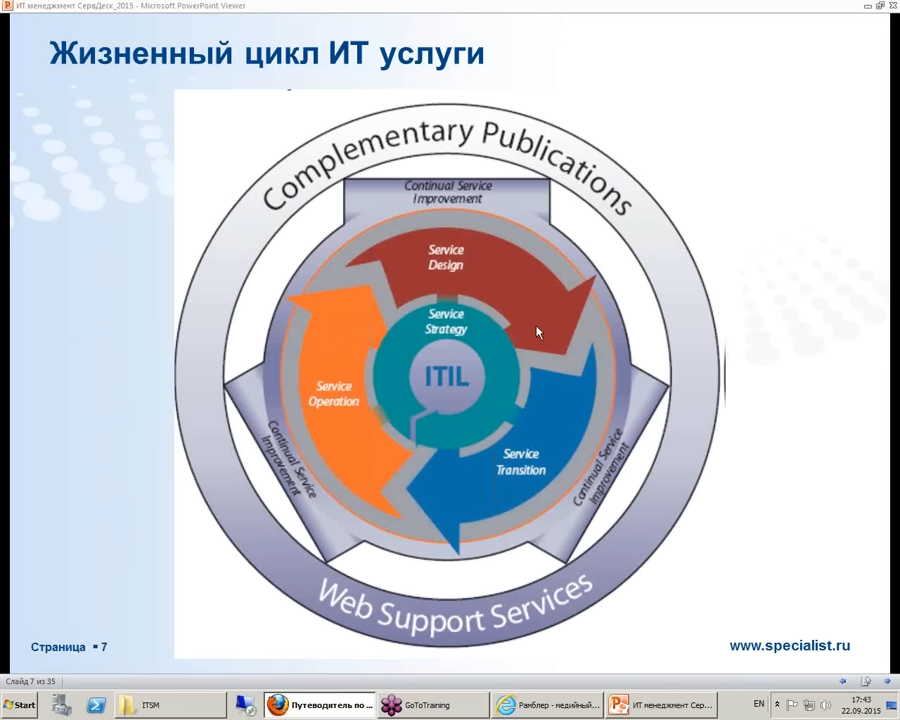 ИТ менеджмент СервДеск_2015 - Microsoft PowerPoint Viewer
Жизненный цикл ИТ услуги
Complementary Publications
Continual Service
Improvement
Service
Design
Service
Strategy
ITIL
Service
Operation
Service
Transition
Continual Service
Improvement
Continual Service
Improvement
Web Support Services
Страница ▪ 7
www.specialist.ru
Слайд 7 из 35
Start
ITSM
Путеводитель по ...
GoToTraining
Рамблер - медийный...
ИТ менеджмент Сер...
EN
17:43
22.09.2015